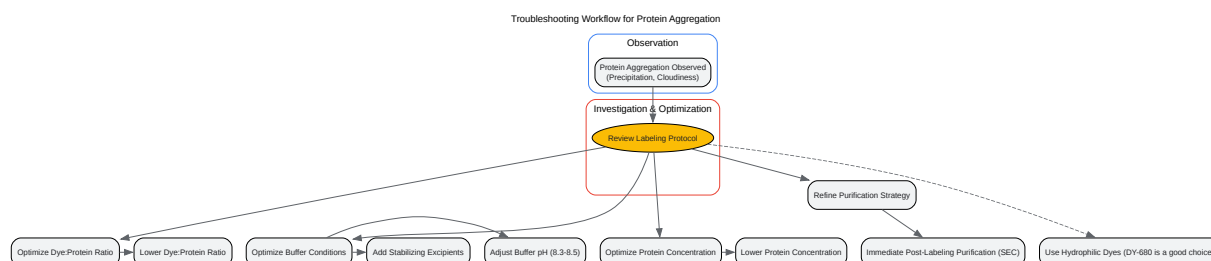 Troubleshooting Workflow for Protein Aggregation
Observation
Protein Aggregation Observed
(Precipitation, Cloudiness)
Investigation & Optimization
Review Labeling Protocol
Refine Purification Strategy
Optimize Dye:Protein Ratio
Lower Dye:Protein Ratio
Optimize Buffer Conditions
Add Stabilizing Excipients
Adjust Buffer pH (8.3-8.5)
Optimize Protein Concentration
Lower Protein Concentration
Immediate Post-Labeling Purification (SEC)
Use Hydrophilic Dyes (DY-680 is a good choice